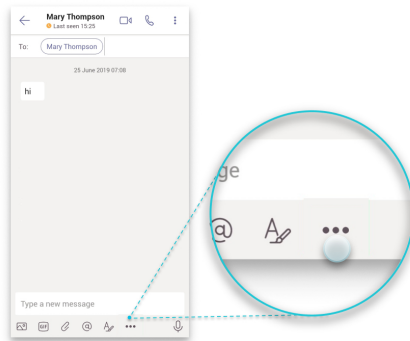 Mary Thompson
Last seen 15:25
To: Mary Thompson
25 June 2019 07:08
hi
Type a new message
GIF @ A
ge
@ A